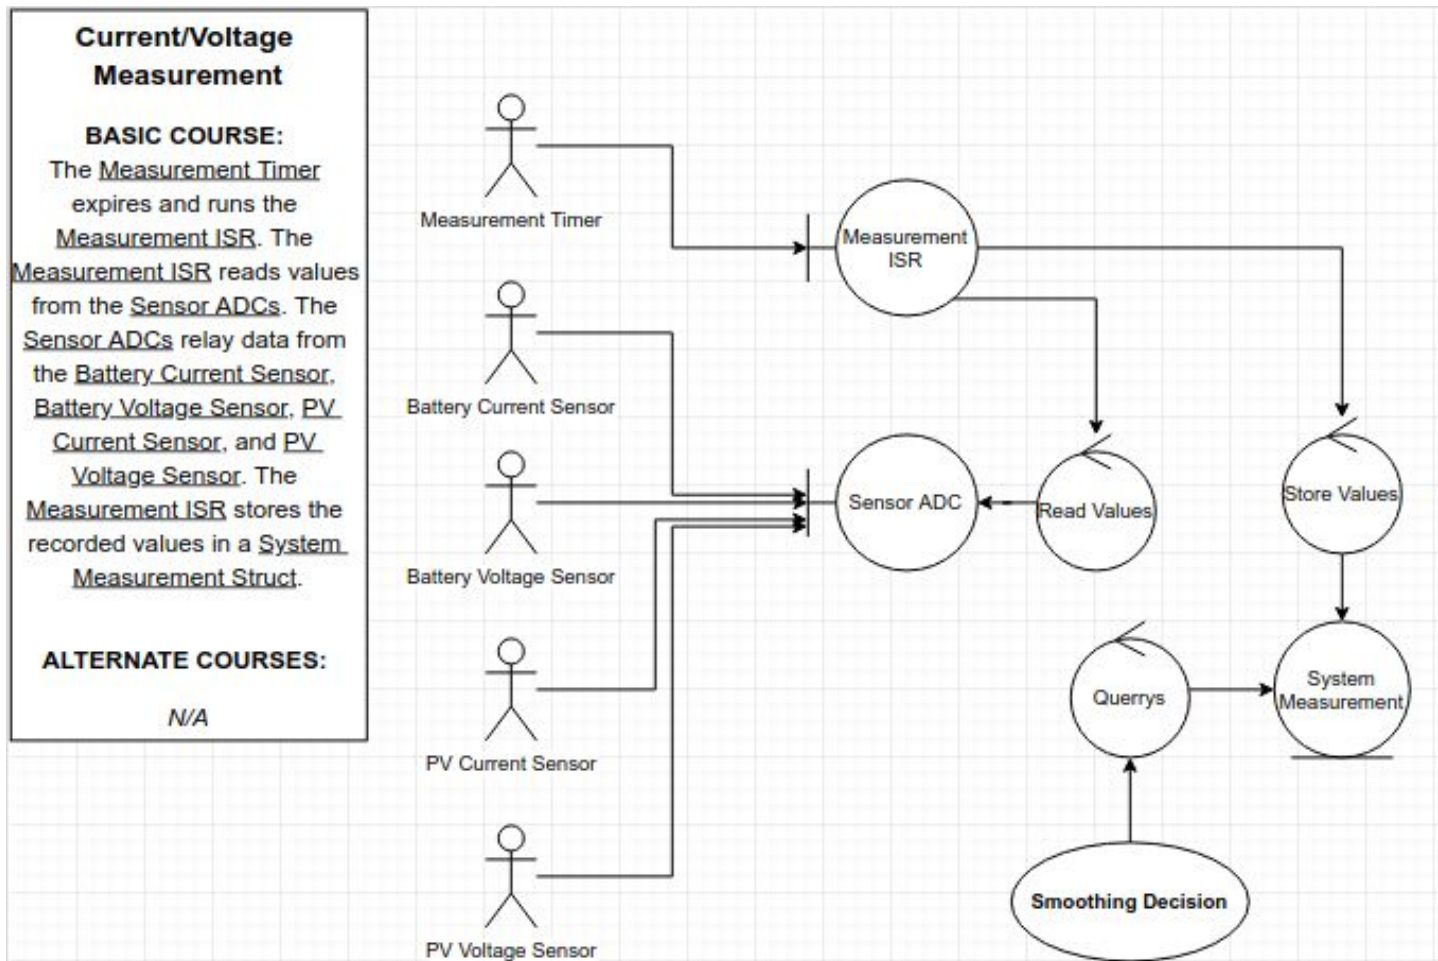 Current/Voltage
Measurement
BASIC COURSE:
The Measurement Timer
expires and runs the
Measurement ISR. The
Measurement ISR reads values
from the Sensor ADCs. The
Sensor ADCs relay data from
the Battery Current Sensor,
Battery Voltage Sensor, PV
Current Sensor, and PV
Voltage Sensor. The
Measurement ISR stores the
recorded values in a System
Measurement Struct.
ALTERNATE COURSES:
N/A
Measurement Timer
Measurement
ISR
Battery Current Sensor
Battery Voltage Sensor
Sensor ADC
Read Values
Store Values
PV Current Sensor
Querrys
System
Measurement
PV Voltage Sensor
Smoothing Decision